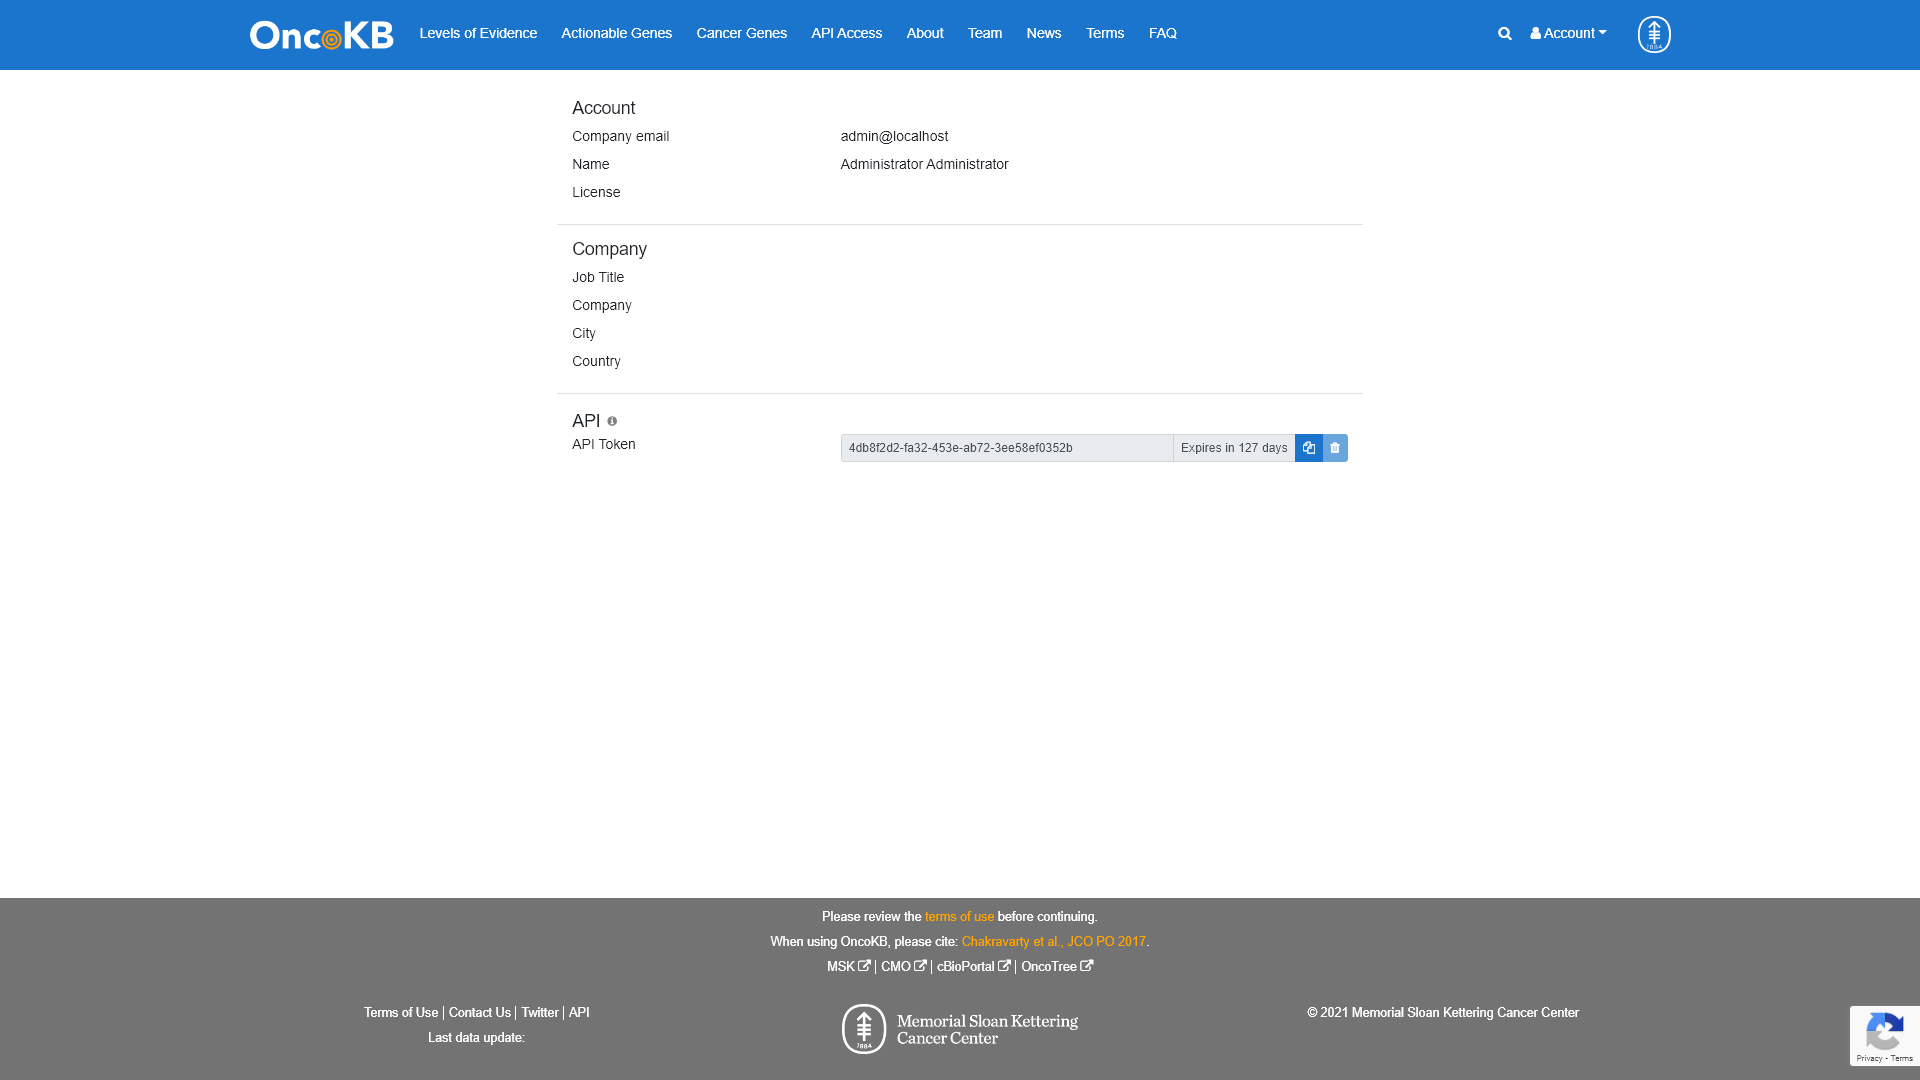 OncoKB Levels of Evidence Actionable Genes Cancer Genes API Access About Team News Terms FAQ Account
1884
Account
Company email admin@localhost
Name Administrator Administrator
License
Company
Job Title
Company
City
Country
API
API Token 4db8f2d2-fa32-453e-ab72-3ee58ef0352b Expires in 127 days
Please review the terms of use before continuing.
When using OncoKB, please cite: Chakravarty et al., JCO PO 2017.
MSK | CMO | cBioPortal | OncoTree
Terms of Use | Contact Us | Twitter | API
Last data update:
1884
Memorial Sloan Kettering
Cancer Center
© 2021 Memorial Sloan Kettering Cancer Center
Privacy - Terms